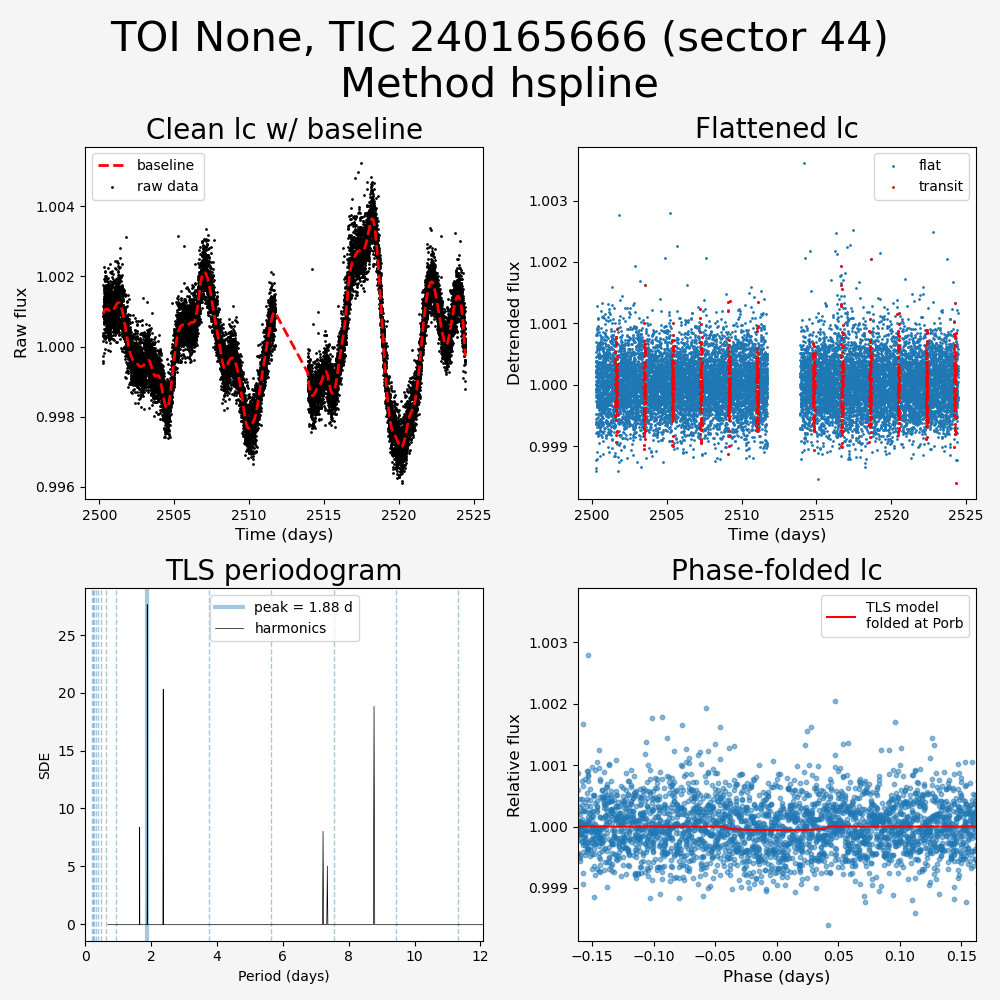 TOI None, TIC 240165666 (sector 44)
Method hspline
Clean lc w/ baseline
baseline
raw data
Raw flux
1.004
1.002
1.000
0.998
0.996
2500
2505
2510
2515
2520
2525
Time (days)
Flattened lc
flat
transit
Detrended flux
1.003
1.002
1.001
1.000
0.999
2500
2505
2510
2515
2520
2525
Time (days)
TLS periodogram
peak = 1.88 d
harmonics
SDE
25
20
15
10
5
0
0
2
4
6
8
10
12
Period (days)
Phase-folded lc
TLS model
folded at Porb
Relative flux
1.003
1.002
1.001
1.000
0.999
−0.15
−0.10
−0.05
0.00
0.05
0.10
0.15
Phase (days)